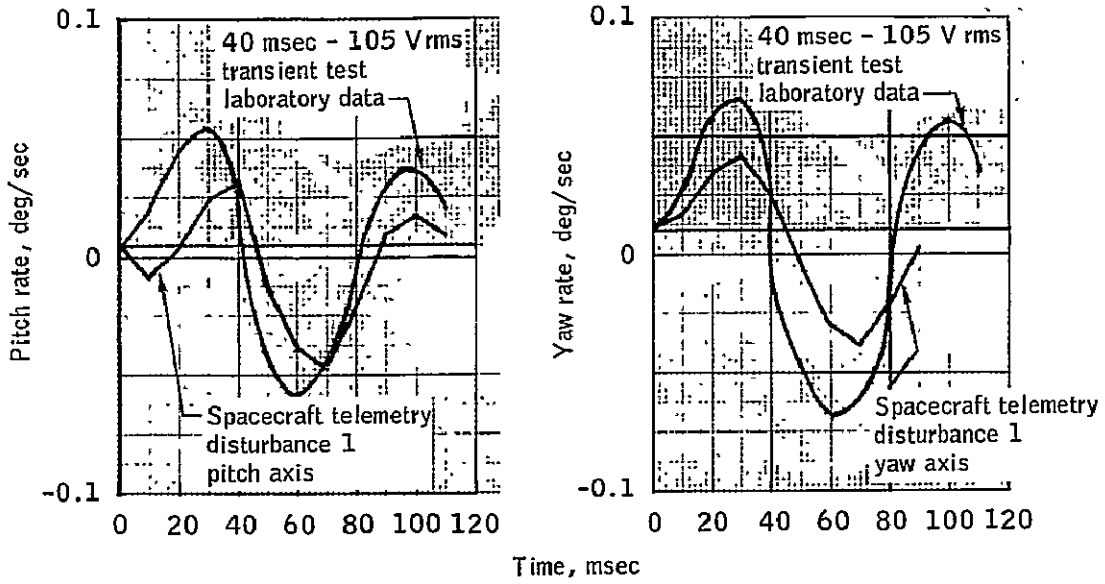 0.1
40 msec - 105 V rms
transient test
laboratory data
Pitch rate, deg/sec
0
Spacecraft telemetry
disturbance 1
pitch axis
-0.1
0 20 40 60 80 100 120
0.1
40 msec - 105 V rms
transient test
laboratory data
Yaw rate, deg/sec
0
Spacecraft telemetry
disturbance 1
yaw axis
-0.1
0 20 40 60 80 100 120
Time, msec